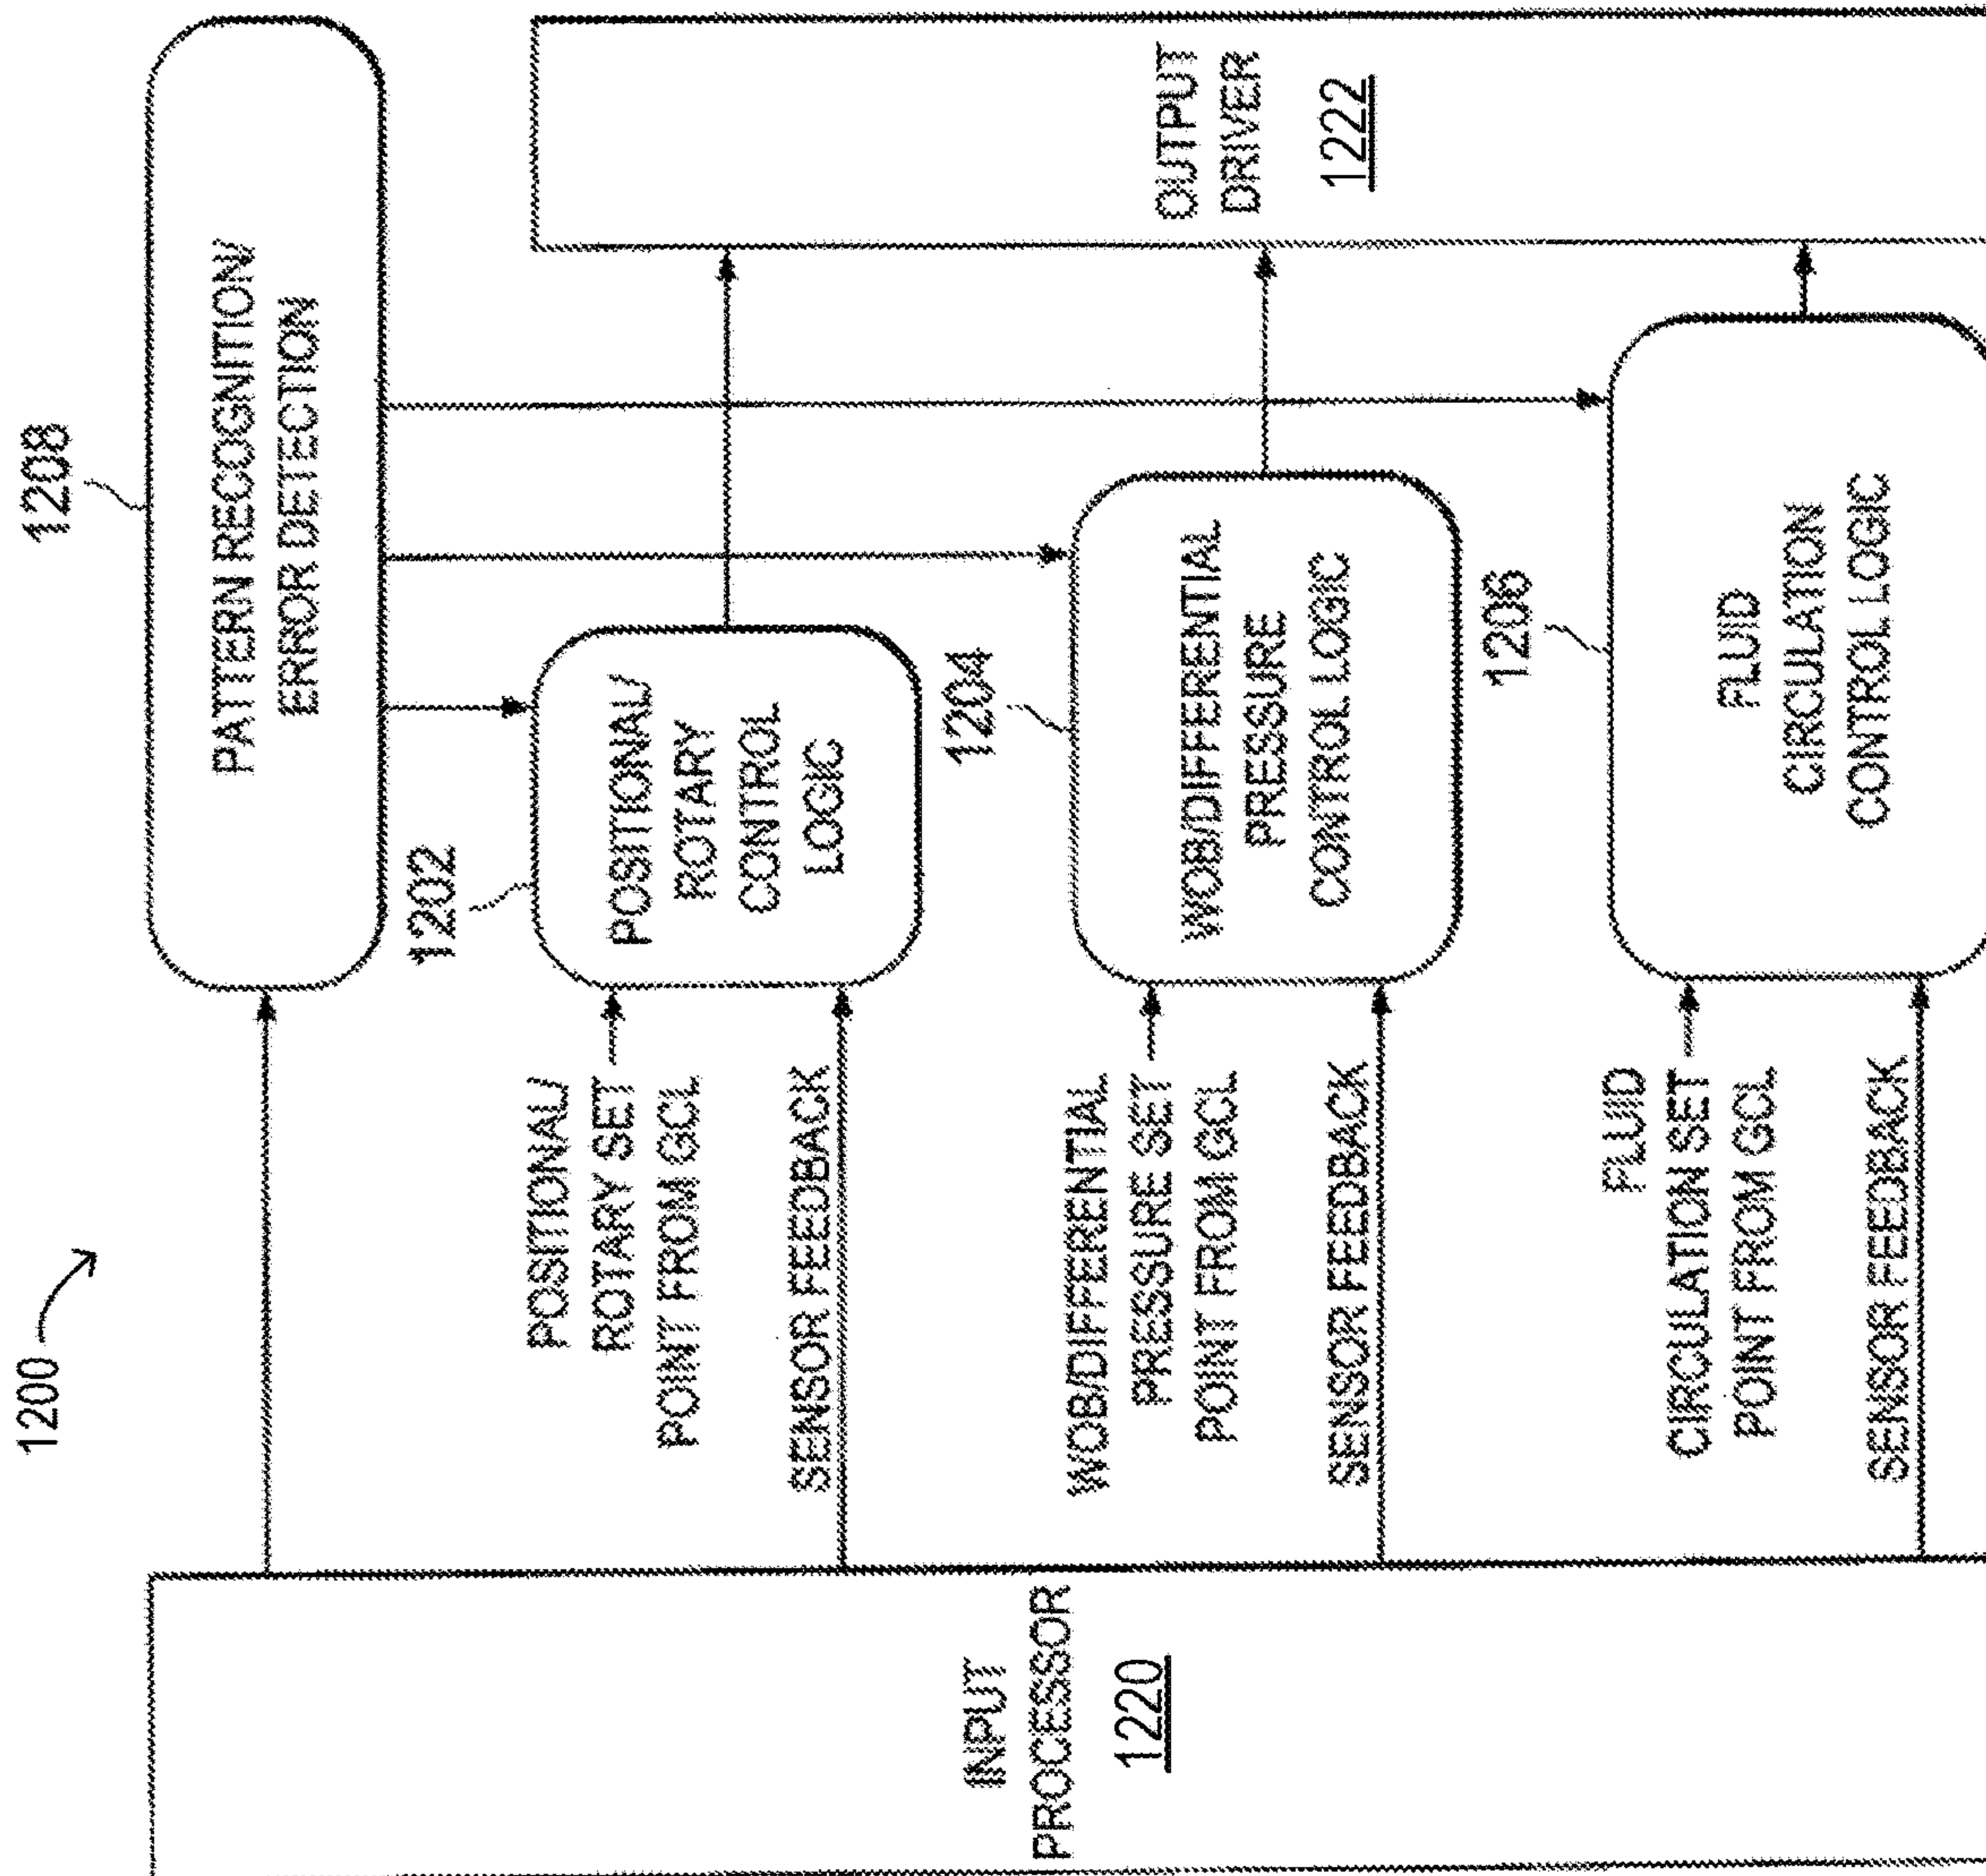 1200
1208
PATTERN RECOGNITION/
ERROR DETECTION
1202
POSITIONAL/
ROTARY SET
POINT FROM GCL
POSITIONAL/
ROTARY
CONTROL
LOGIC
SENSOR FEEDBACK
1204
INPUT
PROCESSOR
1220
WOB/DIFFERENTIAL
PRESSURE SET
POINT FROM GCL
WOB/DIFFERENTIAL
PRESSURE
CONTROL LOGIC
OUTPUT
DRIVER
1222
SENSOR FEEDBACK
1206
FLUID
CIRCULATION SET
POINT FROM GCL
FLUID
CIRCULATION
CONTROL LOGIC
SENSOR FEEDBACK